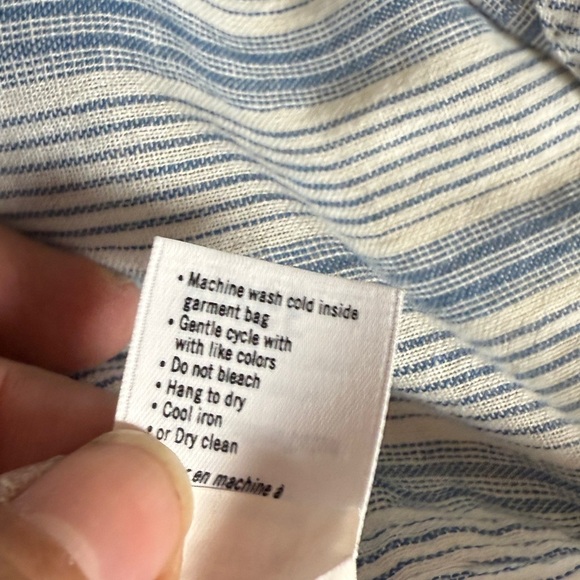 • Machine wash cold inside
garment bag
• Gentle cycle with
with like colors
• Do not bleach
• Hang to dry
• Cool iron
• or Dry clean
en machine à